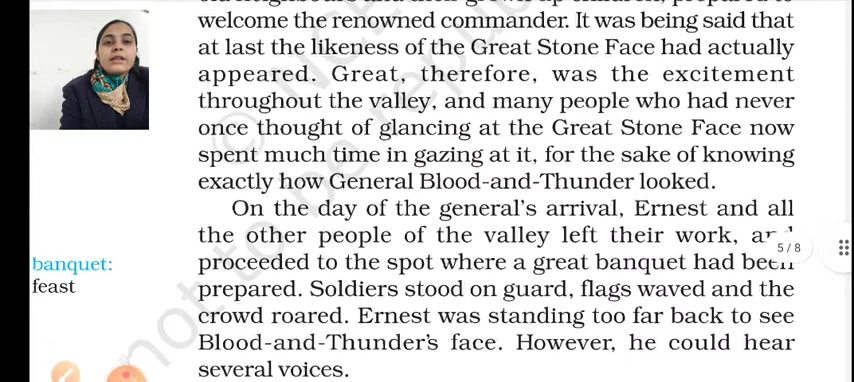 welcome the renowned commander. It was being said that
at last the likeness of the Great Stone Face had actually
appeared. Great, therefore, was the excitement
throughout the valley, and many people who had never
once thought of glancing at the Great Stone Face now
spent much time in gazing at it, for the sake of knowing
exactly how General Blood-and-Thunder looked.
On the day of the general's arrival, Ernest and all
the other people of the valley left their work, and
5/8
banquet:
feast
proceeded to the spot where a great banquet had been
prepared. Soldiers stood on guard, flags waved and the
crowd roared. Ernest was standing too far back to see
Blood-and-Thunder's face. However, he could hear
several voices.
not to be